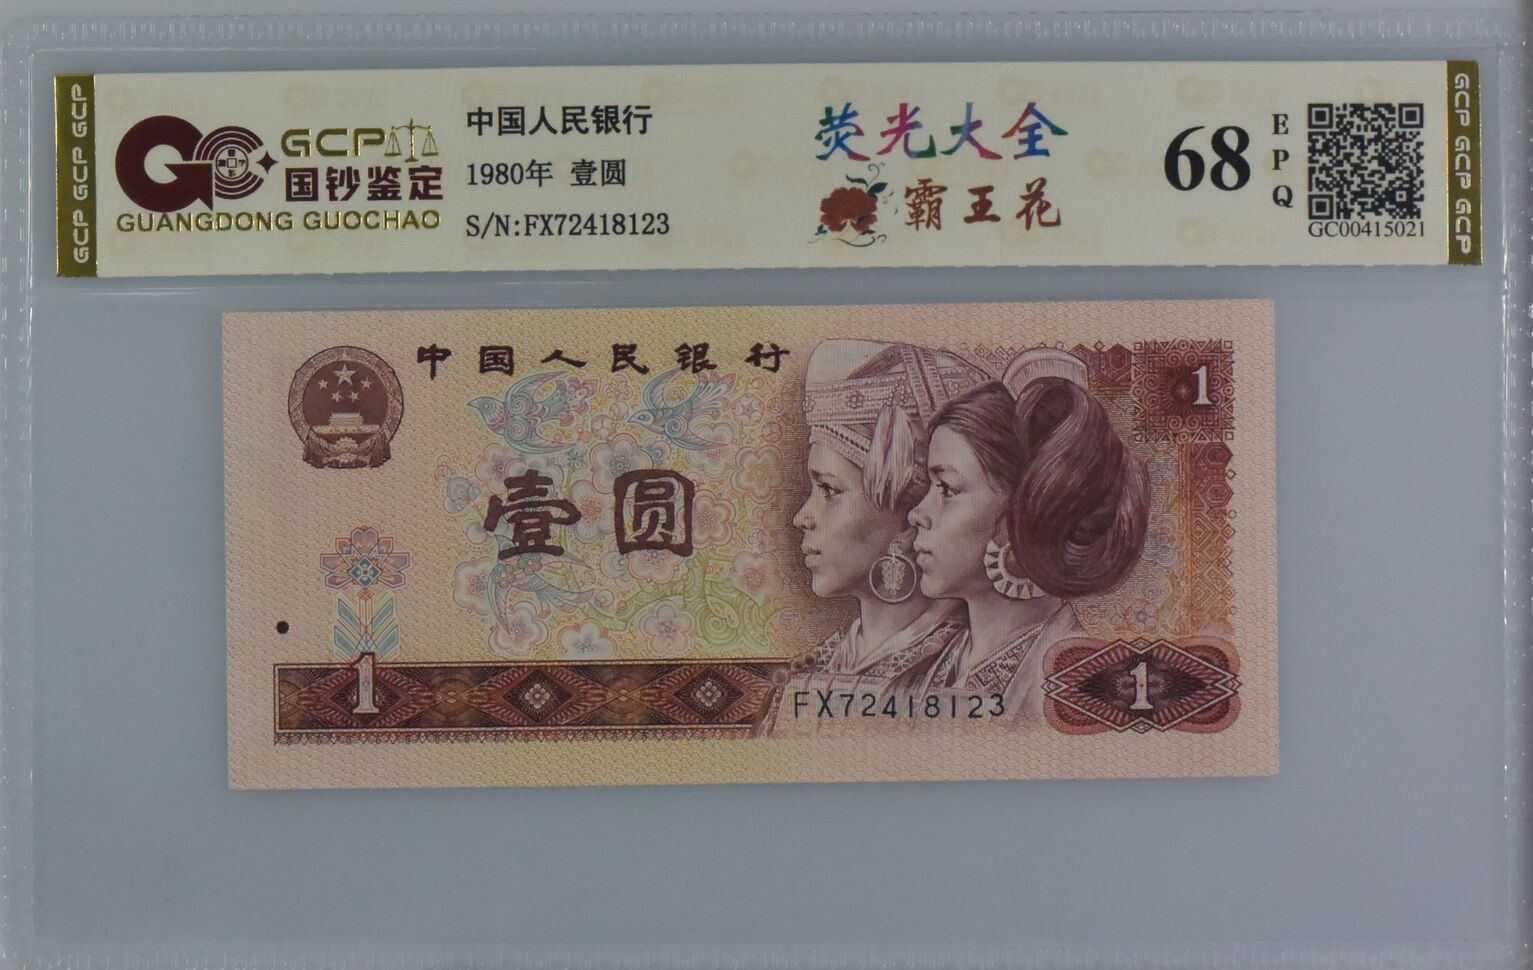 GCP GCP GCP
GCP
国钞鉴定
GUANGDONG GUOCHAO
中国人民银行
1980年 壹圆
S/N:FX72418123
荧光大全
霸王花
68
EPQ
GC00415021
GCP GCP GCP
中国人民银行
1
壹圆
1
FX72418123
1